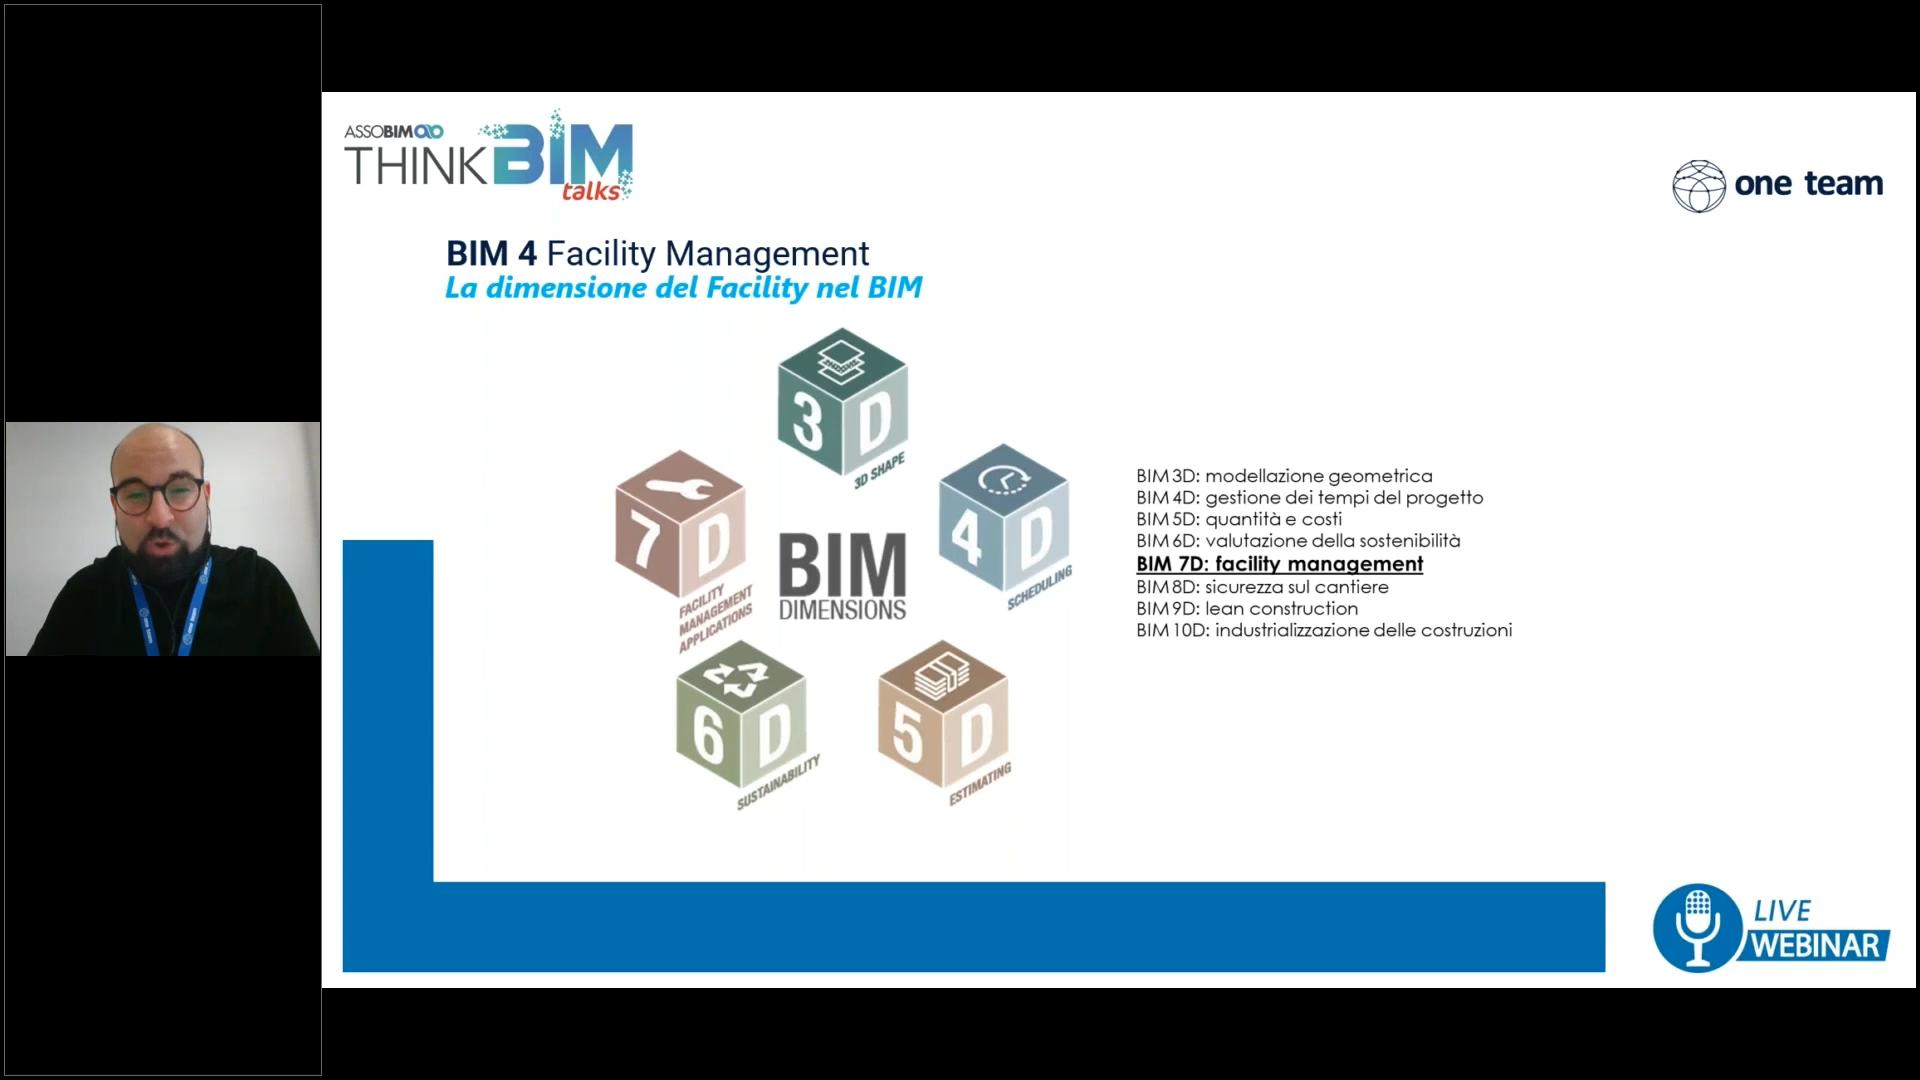 ASSOBIM
THINK BIM
talks
one team
BIM 4 Facility Management
La dimensione del Facility nel BIM
3D
3D SHAPE
7D
FACILITY
MANAGEMENT
APPLICATIONS
4D
SCHEDULING
BIM
DIMENSIONS
6D
SUSTAINABILITY
5D
ESTIMATING
BIM 3D: modellazione geometrica
BIM 4D: gestione dei tempi del progetto
BIM 5D: quantità e costi
BIM 6D: valutazione della sostenibilità
BIM 7D: facility management
BIM 8D: sicurezza sul cantiere
BIM 9D: lean construction
BIM 10D: industrializzazione delle costruzioni
LIVE
WEBINAR